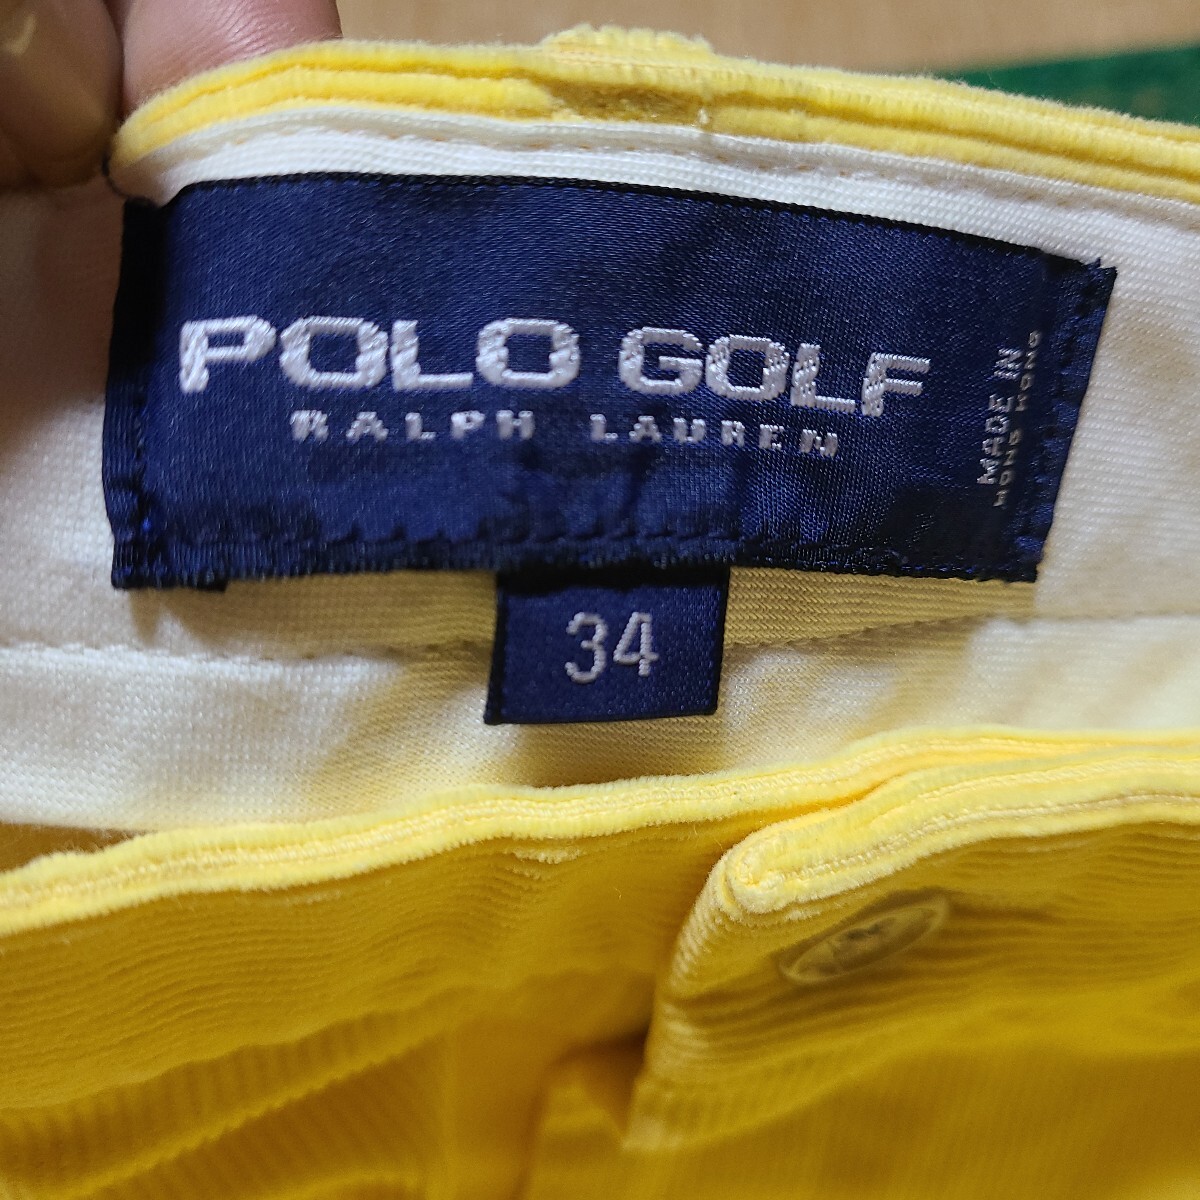 POLO GOLF
RALPH LAUREN
MADE IN
HONG KONG
34